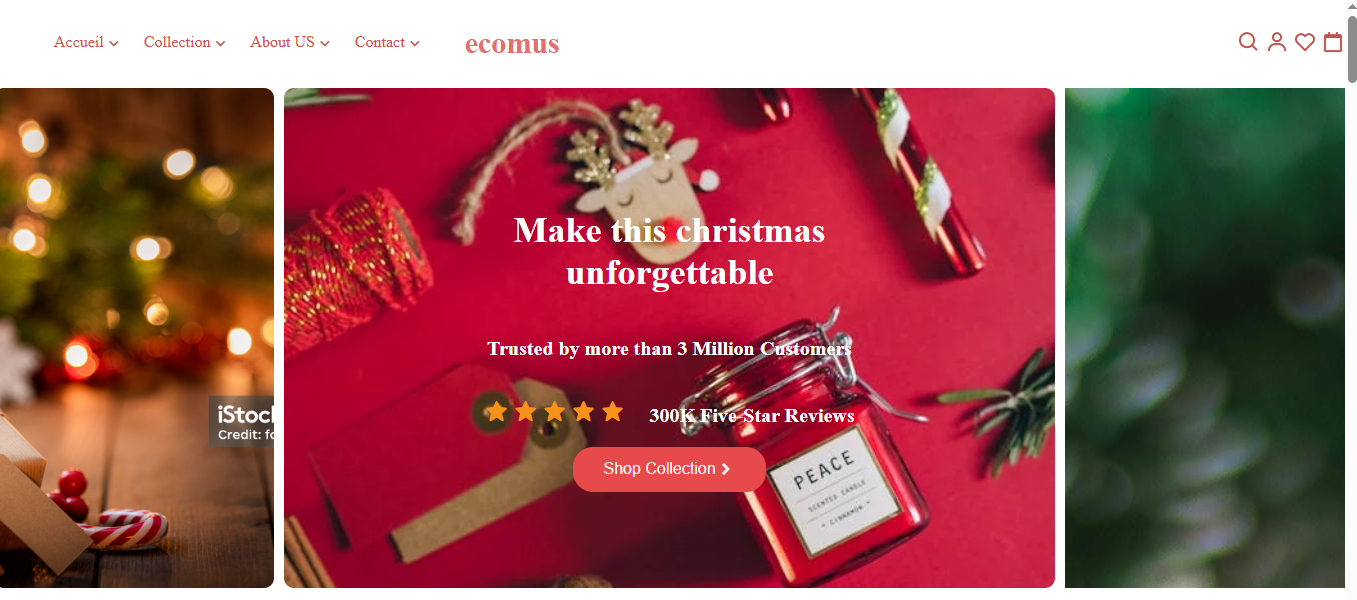 Accueil Collection About US Contact ecomus
Make this christmas
unforgettable
Trusted by more than 3 Million Customers
300K Five-Star Reviews
Shop Collection
iStock
Credit: fo
PEACE
SCENTED CANDLE
CINNAMON